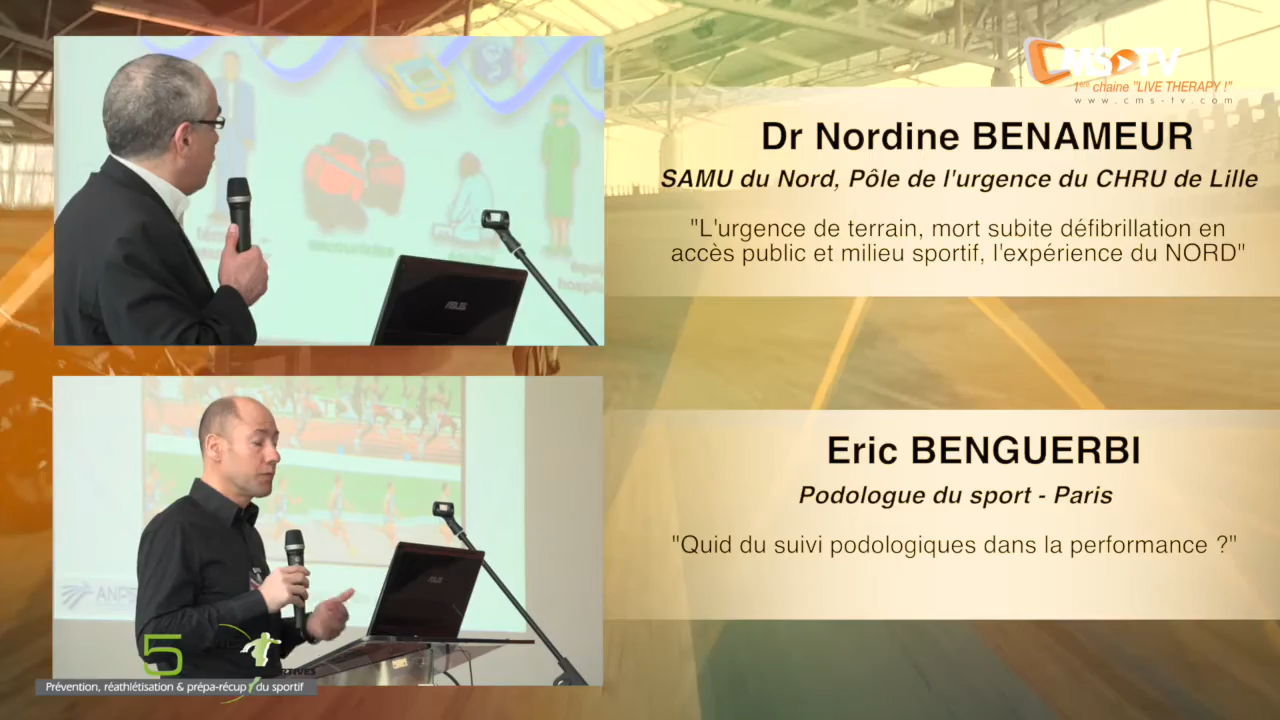 CMS TV
1ère chaine "LIVE THERAPY !"
www.cms-tv.com
Dr Nordine BENAMEUR
SAMU du Nord, Pôle de l'urgence du CHRU de Lille
"L'urgence de terrain, mort subite défibrillation en
accès public et milieu sportif, l'expérience du NORD"
ASUS
Eric BENGUERBI
Podologue du sport - Paris
"Quid du suivi podologiques dans la performance ?"
ASUS
5
Prévention, réathlétisation & prépa-récup du sportif